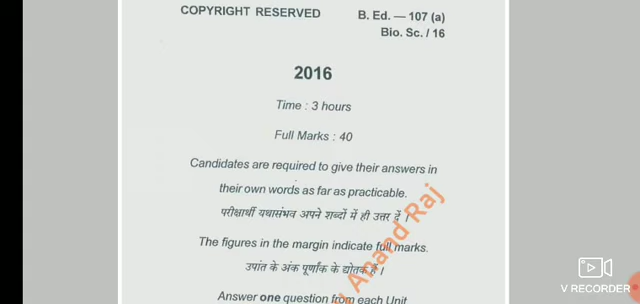 COPYRIGHT RESERVED B. Ed. — 107 (a)
Bio. Sc. / 16
2016
Time : 3 hours
Full Marks : 40
Candidates are required to give their answers in
their own words as far as practicable.
परीक्षार्थी यथासंभव अपने शब्दों में ही उत्तर दें ।
The figures in the margin indicate full marks.
उपांत के अंक पूर्णांक के द्योतक हैं ।
Answer one question from each Unit
Anand Raj
V RECORDER